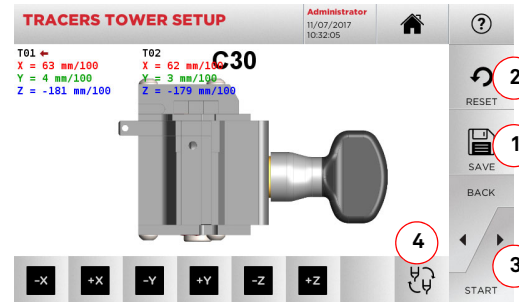 TRACERS TOWER SETUP
Administrator
11/07/2017
10:32:05
?
T01
X = 63 mm/100
Y = 4 mm/100
Z = -181 mm/100
T02
X = 62 mm/100
Y = 3 mm/100
Z = -179 mm/100
C30
2
RESET
1
SAVE
BACK
4
3
START
-X
+X
-Y
+Y
-Z
+Z